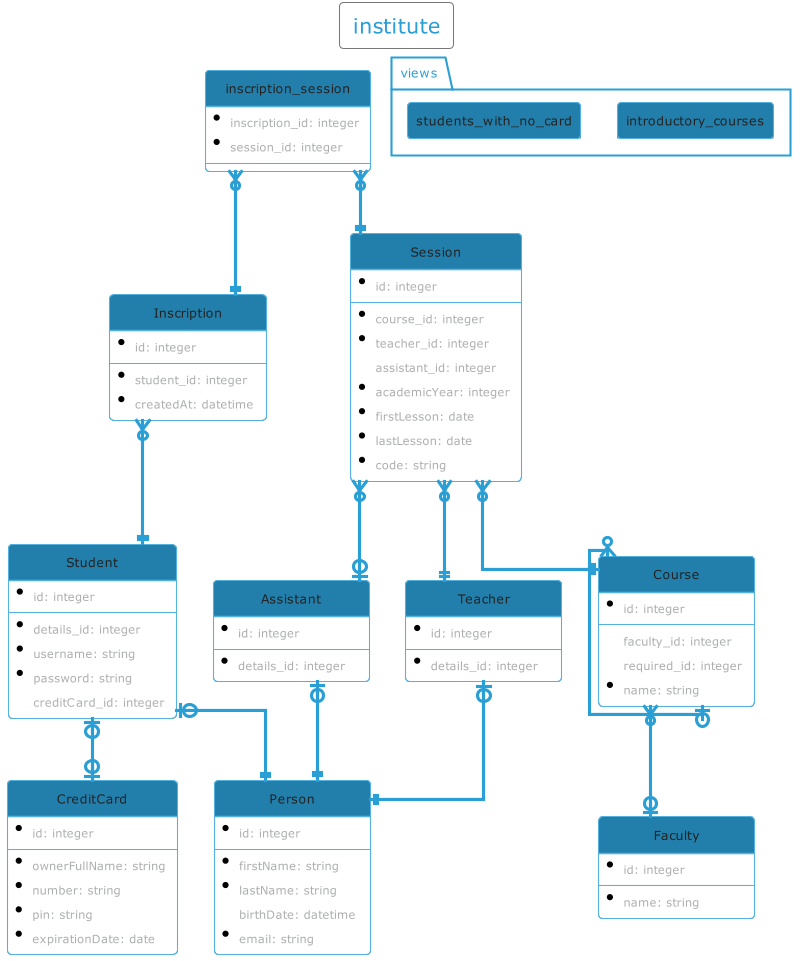 institute
views
students_with_no_card
introductory_courses
inscription_session
inscription_id: integer
session_id: integer
Session
id: integer
course_id: integer
teacher_id: integer
assistant_id: integer
academicYear: integer
firstLesson: date
lastLesson: date
code: string
Inscription
id: integer
student_id: integer
createdAt: datetime
Student
id: integer
details_id: integer
username: string
password: string
creditCard_id: integer
Assistant
id: integer
details_id: integer
Teacher
id: integer
details_id: integer
Course
id: integer
faculty_id: integer
required_id: integer
name: string
CreditCard
id: integer
ownerFullName: string
number: string
pin: string
expirationDate: date
Person
id: integer
firstName: string
lastName: string
birthDate: datetime
email: string
Faculty
id: integer
name: string